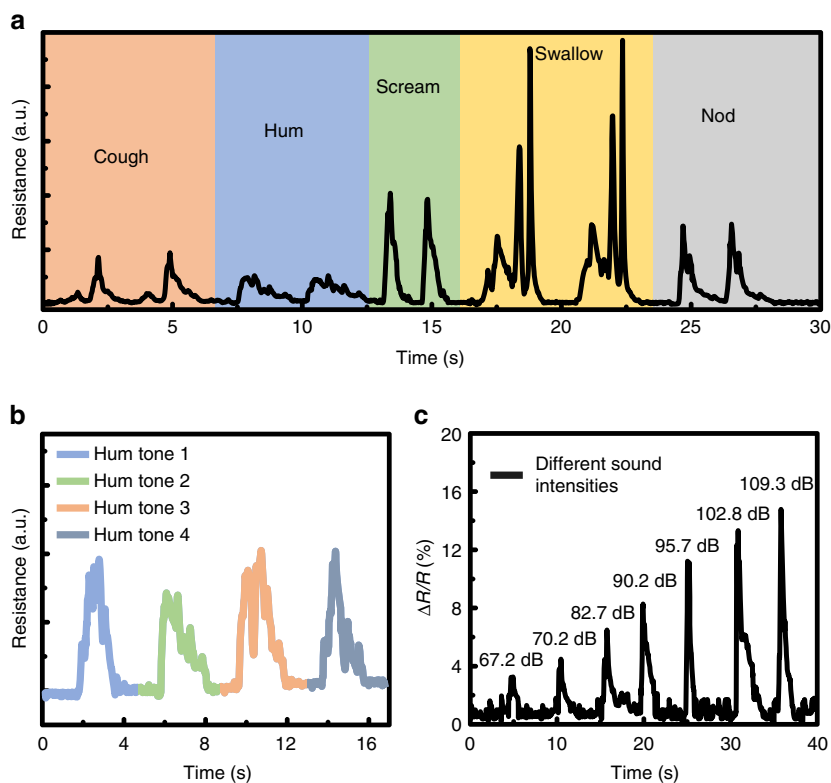 a
Resistance (a.u.)
Cough
Hum
Scream
Swallow
Nod
0 5 10 15 20 25 30
Time (s)
b
Resistance (a.u.)
Hum tone 1
Hum tone 2
Hum tone 3
Hum tone 4
0 4 8 12 16
Time (s)
c
ΔR/R (%)
20
16
12
8
4
0
Different sound
intensities
67.2 dB
70.2 dB
82.7 dB
90.2 dB
95.7 dB
102.8 dB
109.3 dB
0 10 20 30 40
Time (s)